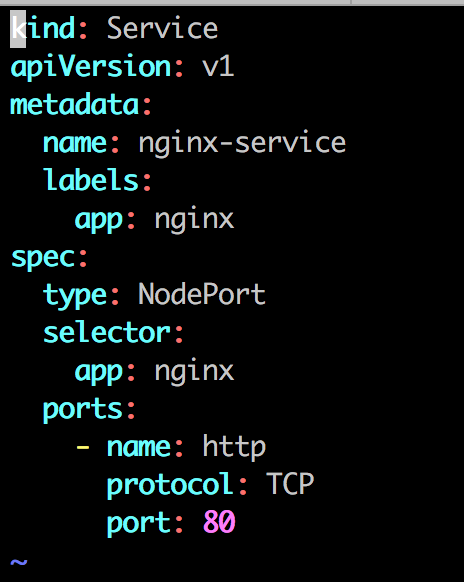 kind: Service
apiVersion: v1
metadata:
  name: nginx-service
  labels:
    app: nginx
spec:
  type: NodePort
  selector:
    app: nginx
  ports:
    - name: http
      protocol: TCP
      port: 80
~